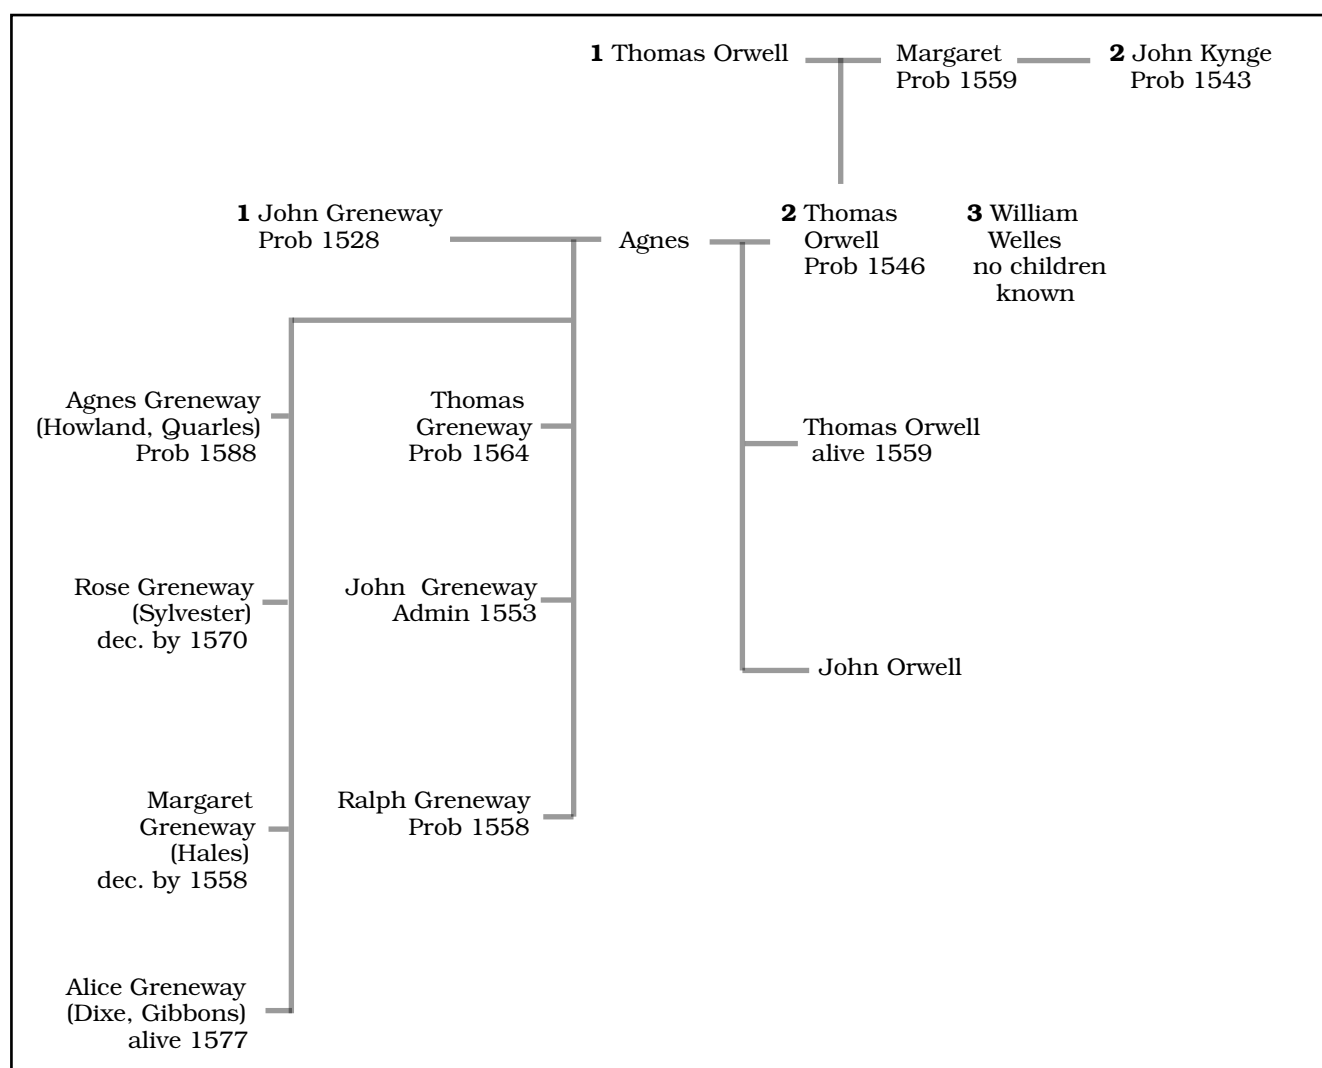 1 Thomas Orwell
Margaret
Prob 1559
2 John Kynge
Prob 1543
1 John Greneway
Prob 1528
Agnes
2 Thomas
Orwell
Prob 1546
3 William
Welles
no children
known
Agnes Greneway
(Howland, Quarles)
Prob 1588
Thomas
Greneway
Prob 1564
Thomas Orwell
alive 1559
Rose Greneway
(Sylvester)
dec. by 1570
John Greneway
Admin 1553
John Orwell
Margaret
Greneway
(Hales)
dec. by 1558
Ralph Greneway
Prob 1558
Alice Greneway
(Dixe, Gibbons)
alive 1577